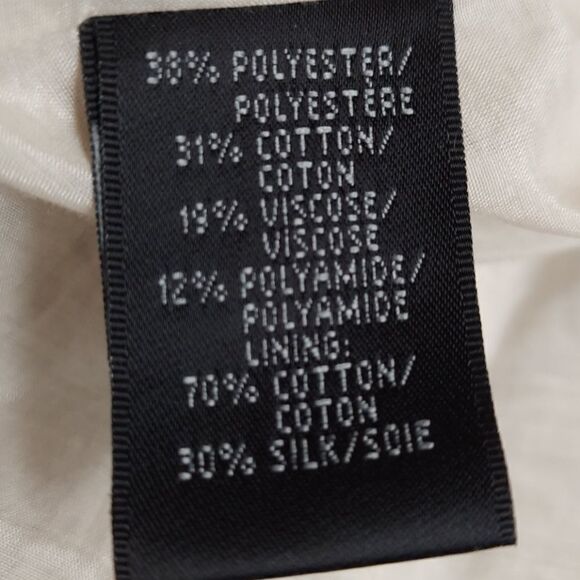 38% POLYESTER/
POLYESTÈRE
31% COTTON/
COTON
19% VISCOSE/
VISCOSE
12% POLYAMIDE/
POLYAMIDE
LINING:
70% COTTON/
COTON
30% SILK/SOIE